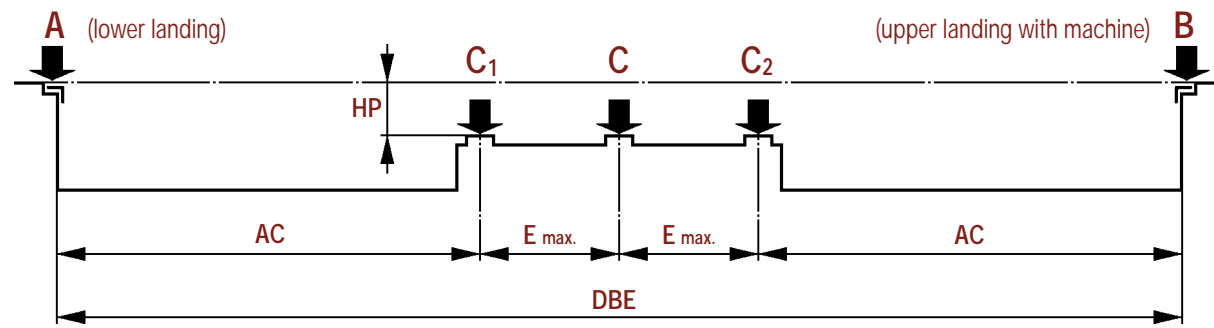 A (lower landing) (upper landing with machine) B
C₁ C C₂
HP
AC E max. E max. AC
DBE